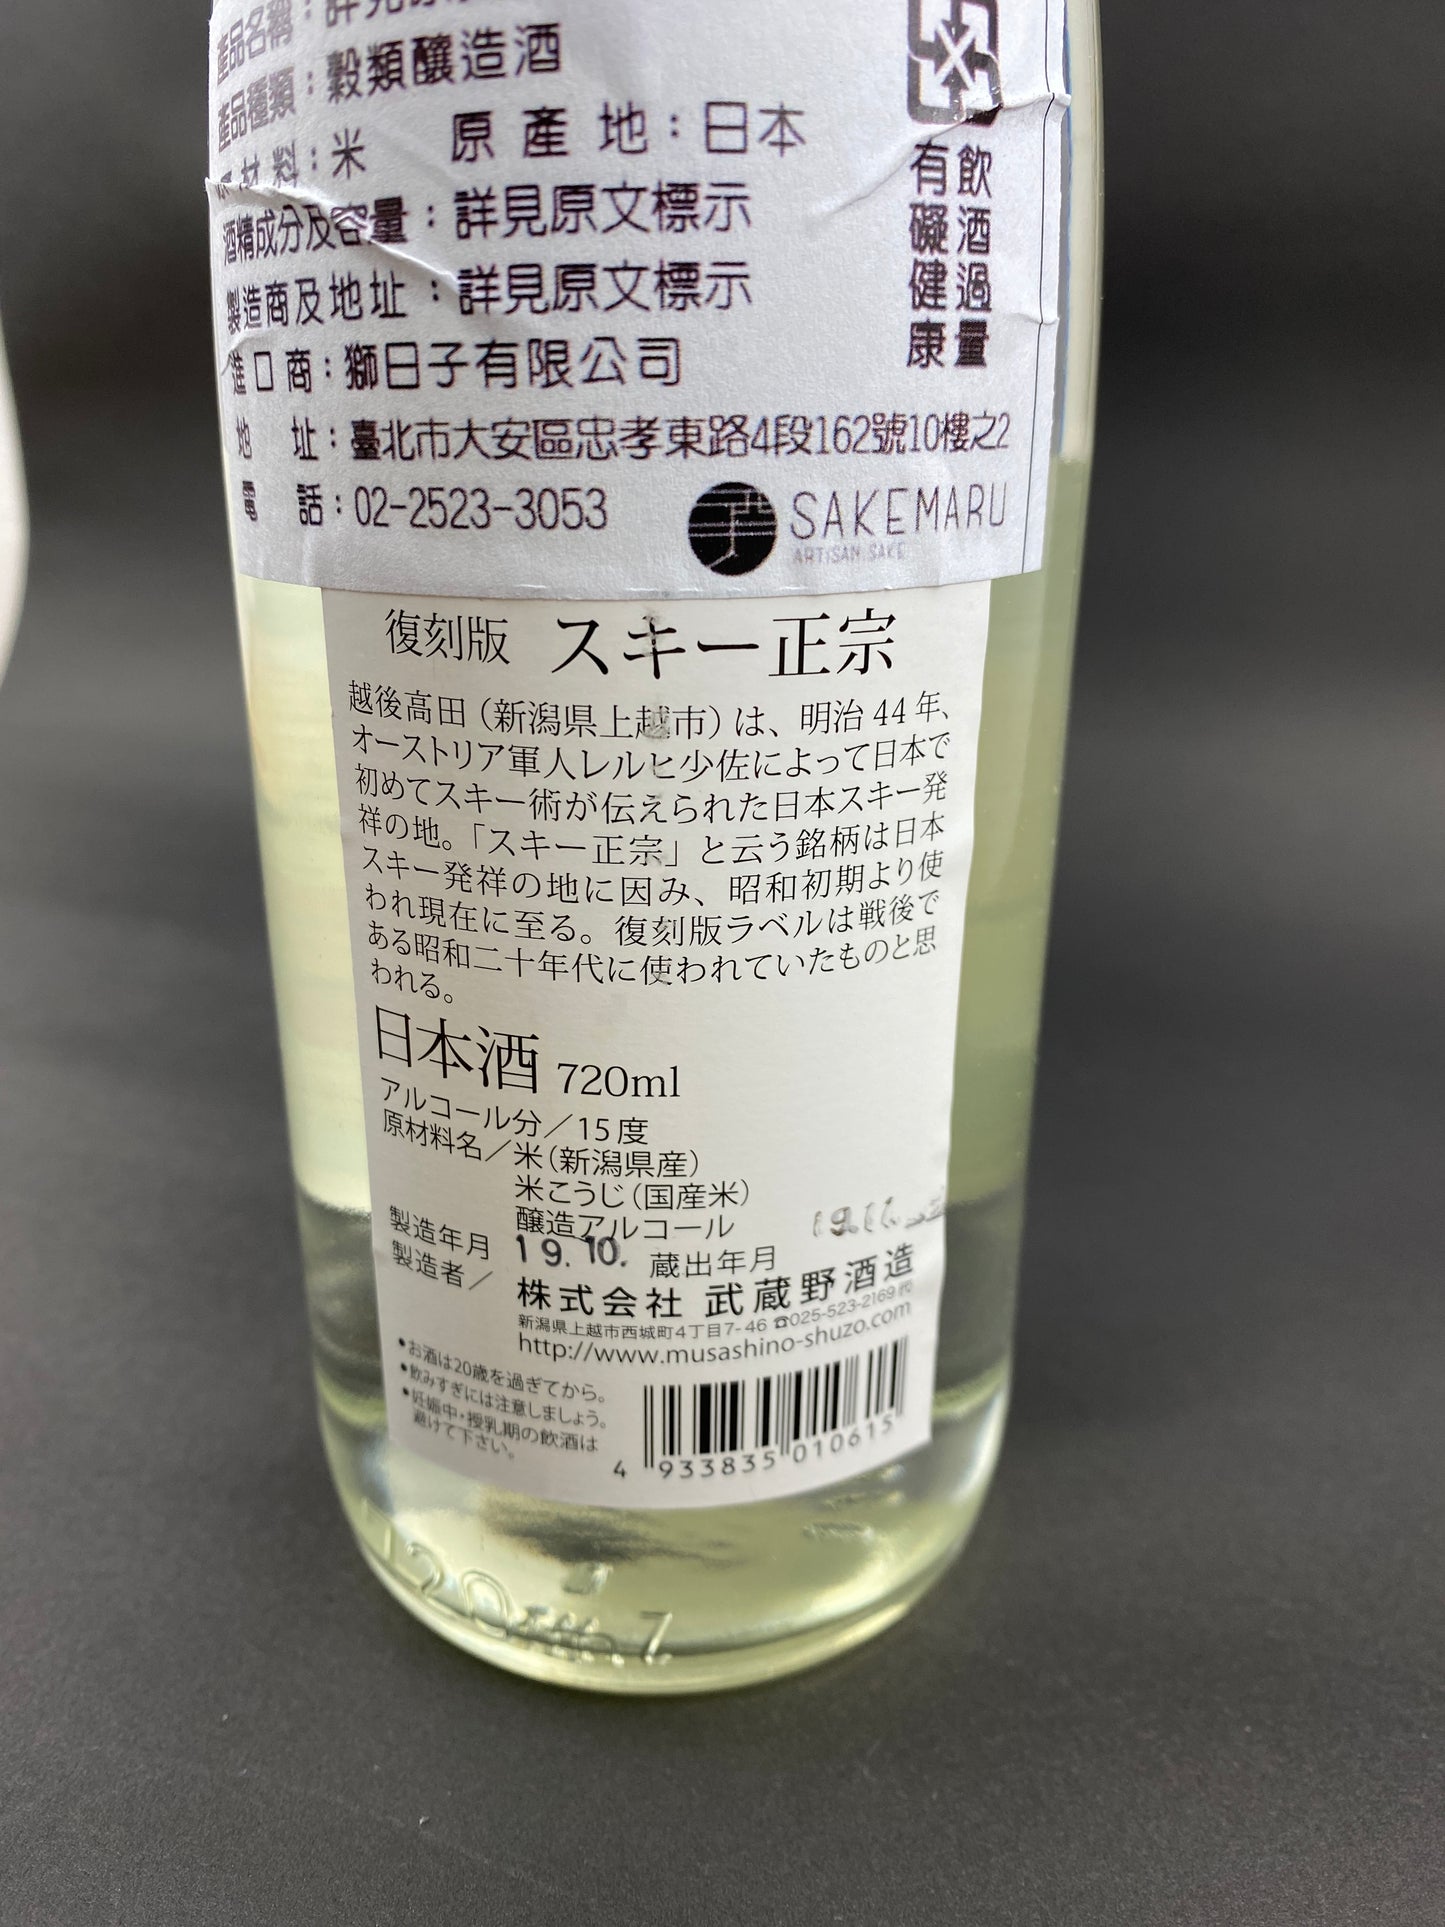 產品名稱：詳見原
產品種類：穀類釀造酒
材料：米 原產地：日本
酒精成分及容量：詳見原文標示
製造商及地址：詳見原文標示
進口商：獅日子有限公司
地址：臺北市大安區忠孝東路4段162號10樓之2
電話：02-2523-3053
飲酒過量
有礙健康
SAKEMARU
ARTISAN SAKE
復刻版 スキー正宗
越後高田（新潟県上越市）は、明治44年、
オーストリア軍人レルヒ少佐によって日本で
初めてスキー術が伝えられた日本スキー発
祥の地。「スキー正宗」と云う銘柄は日本
スキー発祥の地に因み、昭和初期より使
われ現在に至る。復刻版ラベルは戦後で
ある昭和二十年代に使われていたものと思
われる。
日本酒 720ml
アルコール分／15度
原材料名／米（新潟県産）
米こうじ（国産米）
醸造アルコール
製造年月 19.10. 蔵出年月
製造者／ 株式会社 武蔵野酒造
新潟県上越市西城町4丁目7-46 ☎025-523-2169㈹
http://www.musashino-shuzo.com
●お酒は20歳を過ぎてから。
●飲みすぎには注意しましょう。
●妊娠中・授乳期の飲酒は
避けて下さい。
4 933835 010615
720